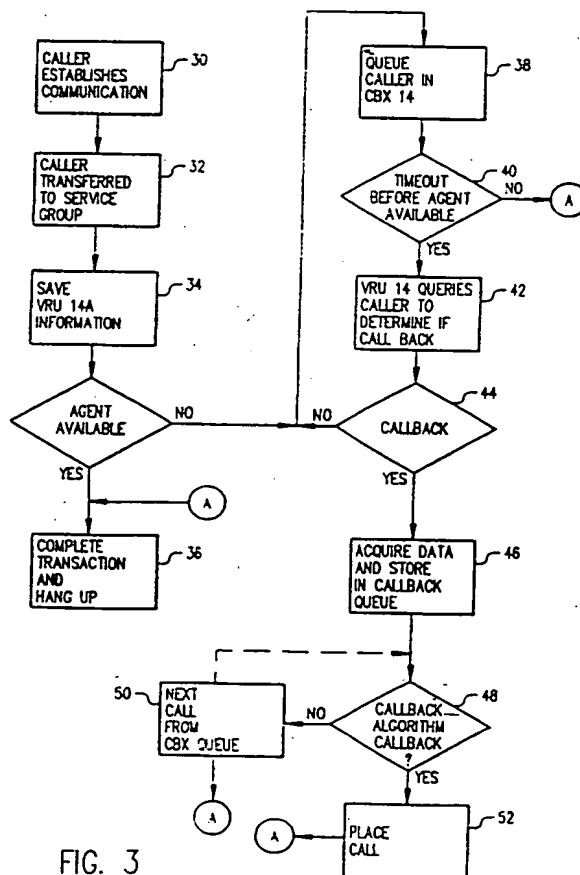 CALLER
ESTABLISHES
COMMUNICATION
30
CALLER
TRANSFERRED
TO SERVICE
GROUP
32
SAVE
VRU 14A
INFORMATION
34
AGENT
AVAILABLE
NO
YES
A
COMPLETE
TRANSACTION
AND
HANG UP
36
QUEUE
CALLER IN
CBX 14
38
TIMEOUT
BEFORE AGENT
AVAILABLE
40
NO
A
YES
VRU 14 QUERIES
CALLER TO
DETERMINE IF
CALL BACK
42
CALLBACK
44
NO
YES
ACQUIRE DATA
AND STORE
IN CALLBACK
QUEUE
46
CALLBACK
ALGORITHM
CALLBACK
?
48
NO
YES
50
NEXT
CALL
FROM
CBX QUEUE
A
PLACE
CALL
52
A
FIG. 3